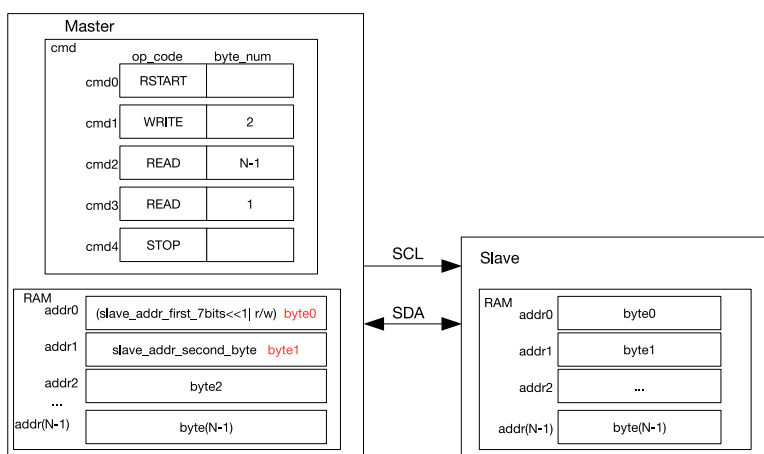 Master
cmd
op_code byte_num
cmd0 RSTART
cmd1 WRITE 2
cmd2 READ N-1
cmd3 READ 1
cmd4 STOP
SCL
SDA
RAM
addr0 (slave_addr_first_7bits<<1| r/w) byte0
addr1 slave_addr_second_byte byte1
addr2 byte2
...
addr(N-1) byte(N-1)
Slave
RAM
addr0 byte0
addr1 byte1
addr2 ...
addr(N-1) byte(N-1)